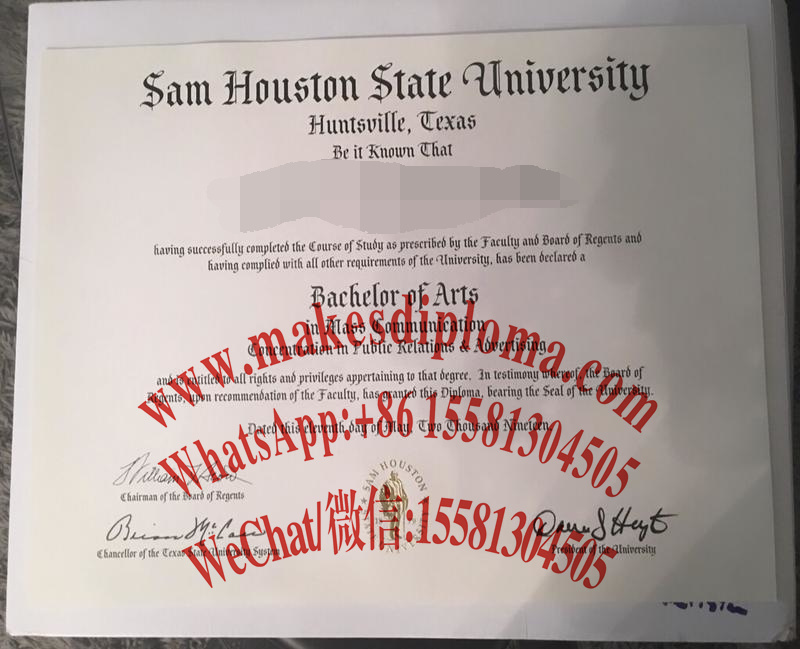 Sam Houston State University
Huntsville, Texas
Be it Known That
having successfully completed the Course of Study as prescribed by the Faculty and Board of Regents and
having complied with all other requirements of the University, has been declared a
Bachelor of Arts
in Mass Communication
Concentration in Public Relations & Advertising
and is entitled to all rights and privileges appertaining to that degree. In testimony whereof, the Board of
Regents, upon recommendation of the Faculty, has granted this Diploma, bearing the Seal of the University.
Dated this eleventh day of May, Two Thousand Nineteen
www.makesdiploma.com
WhatsApp:+86 15581304505
WeChat/微信:15581304505
SAM HOUSTON
Chairman of the Board of Regents
Chancellor of the Texas State University System
President of the University